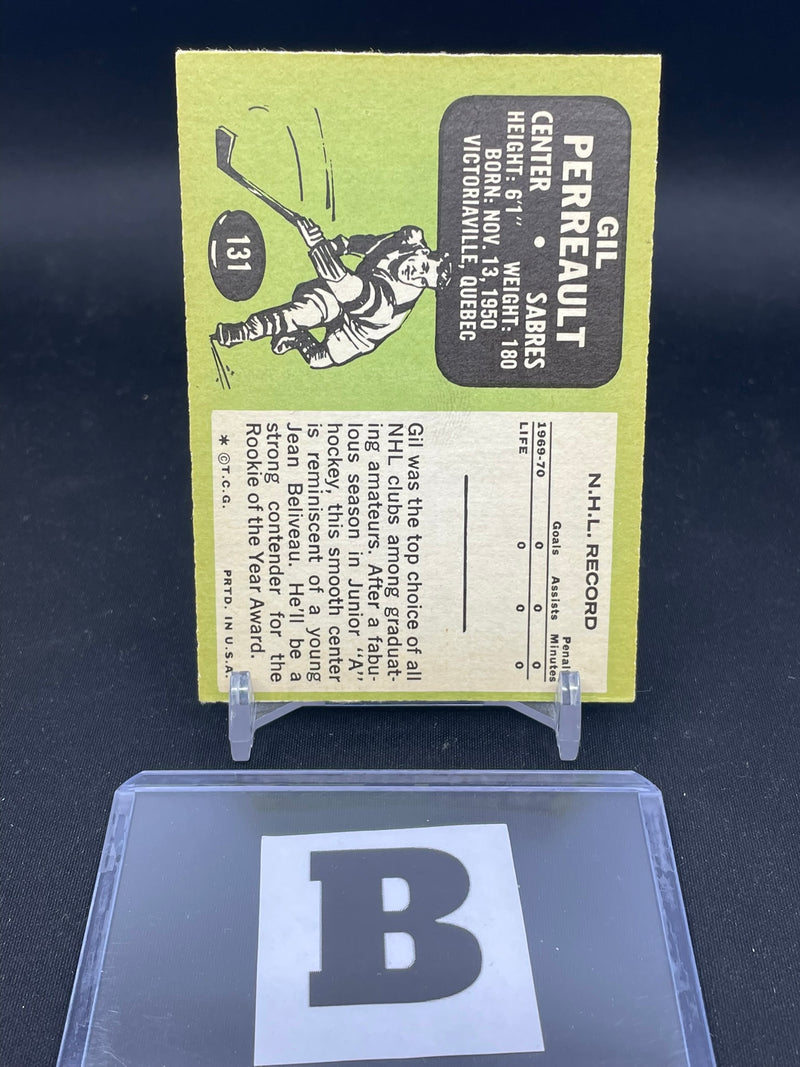 GIL
PERREAULT
CENTER • SABRES
HEIGHT: 6'1" WEIGHT: 180
BORN: NOV. 13, 1950
VICTORIAVILLE, QUEBEC
131
N.H.L. RECORD
Penal
Goals Assists Minutes
1969-70 0 0 0
LIFE 0 0 0
Gil was the top choice of all
NHL clubs among graduat-
ing amateurs. After a fabu-
lous season in Junior "A"
hockey, this smooth center
is reminiscent of a young
Jean Beliveau. He'll be a
strong contender for the
Rookie of the Year Award.
* © T.C.G. PRTD. IN U.S.A.
B